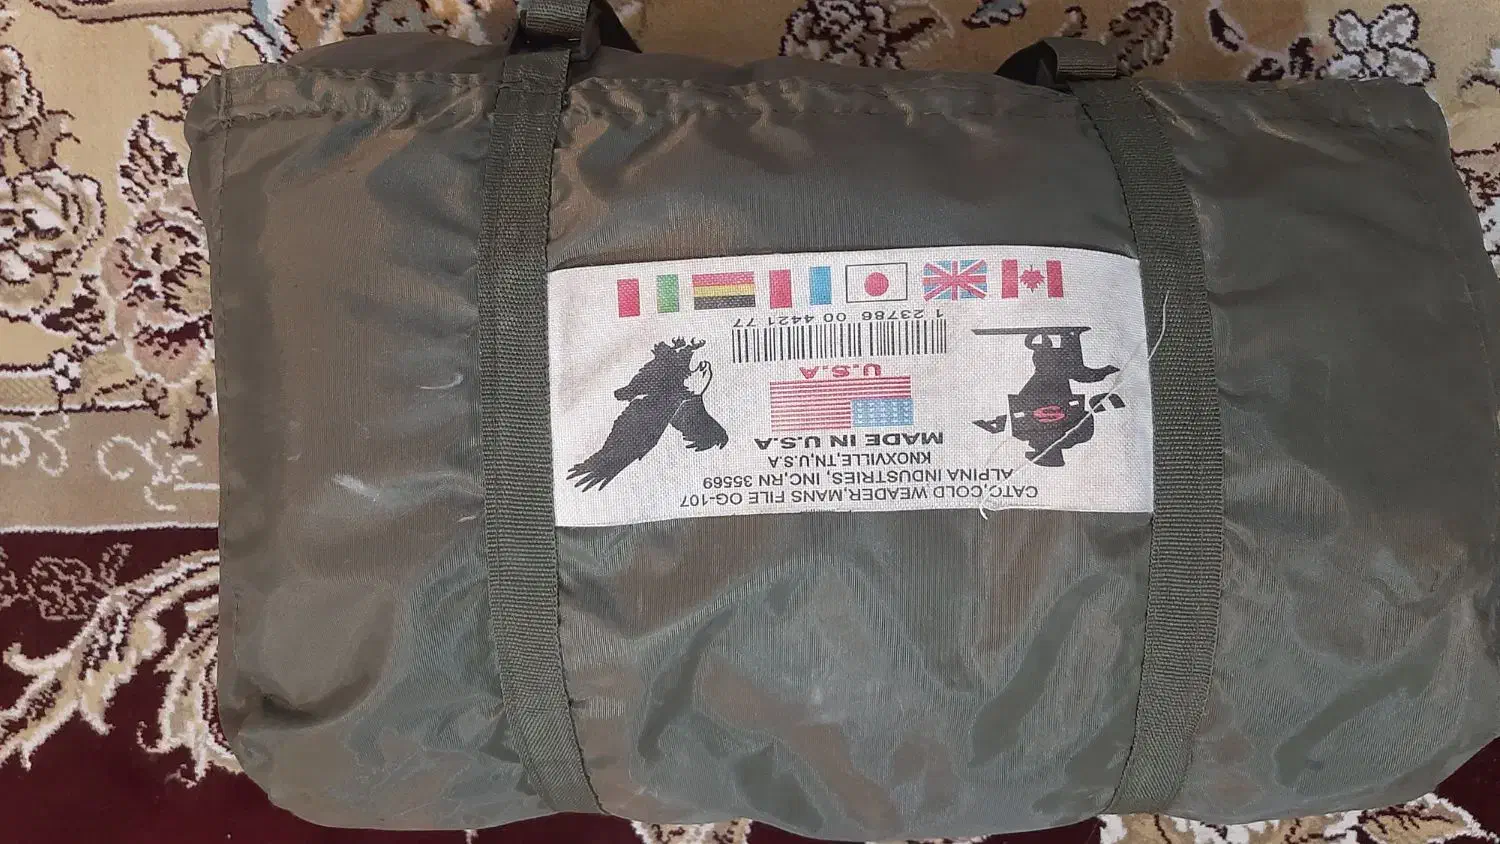 CATC,COLD WEADER,MANS FILE OG-107
ALPINA INDUSTRIES, INC,RN 35569
KNOXVILLE,TN,U.S.A
MADE IN U.S.A
U.S.A
1 23786 00 4421 77